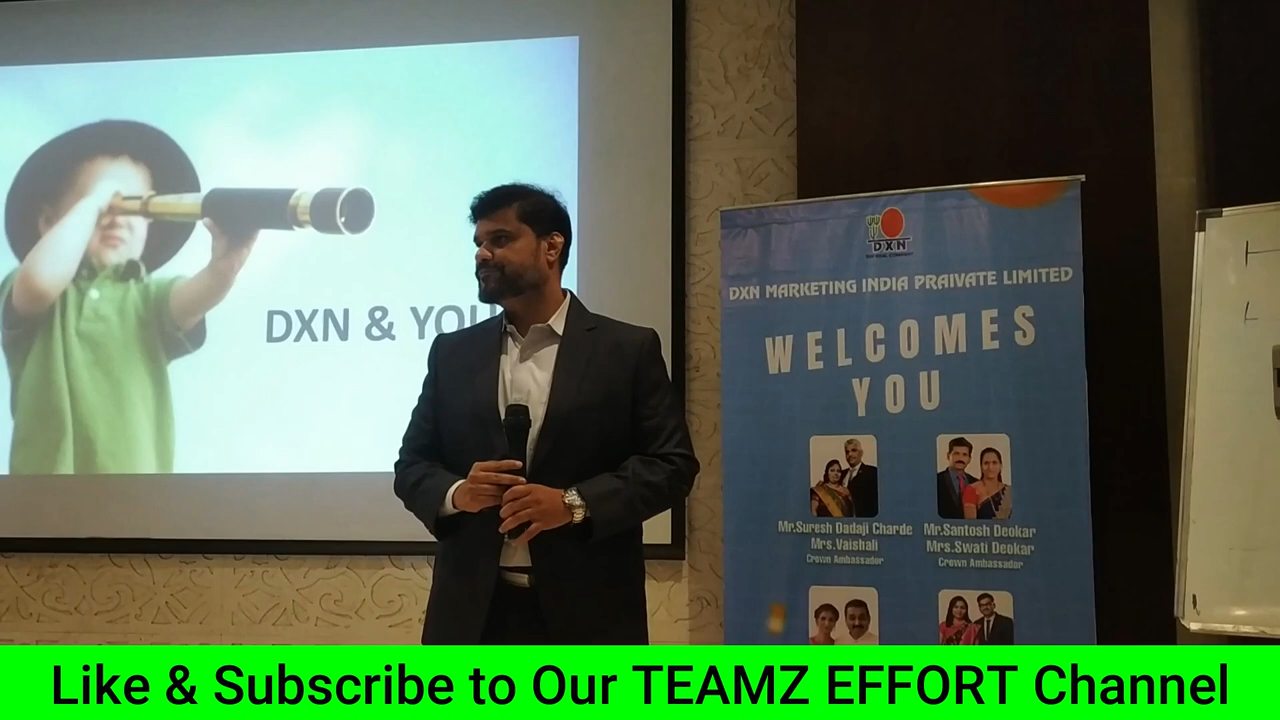 DXN & YOU
DXN
DXN MARKETING INDIA PRAIVATE LIMITED
WELCOMES
YOU
Mr.Suresh Dadaji Charde
Mrs.Vaishali
Crown Ambassador
Mr.Santosh Deokar
Mrs.Swati Deokar
Crown Ambassador
Like & Subscribe to Our TEAMZ EFFORT Channel